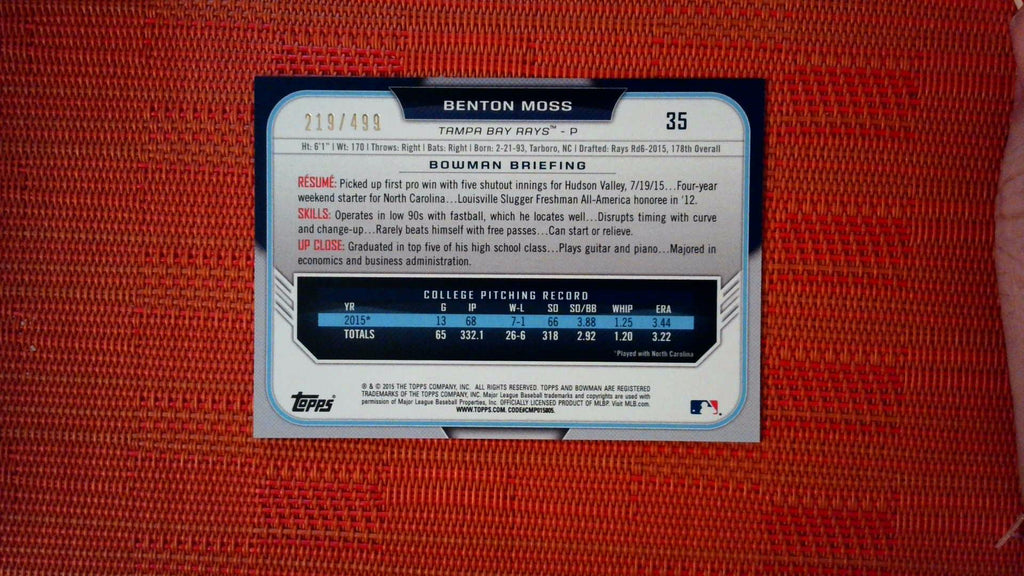 BENTON MOSS
219/499
TAMPA BAY RAYS™ - P
35
Ht: 6'1" | Wt: 170 | Throws: Right | Bats: Right | Born: 2-21-93, Tarboro, NC | Drafted: Rays Rd6-2015, 178th Overall
BOWMAN BRIEFING
RÉSUMÉ: Picked up first pro win with five shutout innings for Hudson Valley, 7/19/15...Four-year
weekend starter for North Carolina...Louisville Slugger Freshman All-America honoree in '12.
SKILLS: Operates in low 90s with fastball, which he locates well...Disrupts timing with curve
and change-up...Rarely beats himself with free passes...Can start or relieve.
UP CLOSE: Graduated in top five of his high school class...Plays guitar and piano...Majored in
economics and business administration.
COLLEGE PITCHING RECORD
YR G IP W-L SO SO/BB WHIP ERA
2015* 13 68 7-1 66 3.88 1.25 3.44
TOTALS 65 332.1 26-6 318 2.92 1.20 3.22
*Played with North Carolina
® & © 2015 THE TOPPS COMPANY, INC. ALL RIGHTS RESERVED. TOPPS AND BOWMAN ARE REGISTERED
TRADEMARKS OF THE TOPPS COMPANY, INC. Major League Baseball trademarks and copyrights are used with
permission of Major League Baseball Properties, Inc. OFFICIALLY LICENSED PRODUCT OF MLBP. Visit MLB.com.
WWW.TOPPS.COM. CODE#CMP015805.
Topps